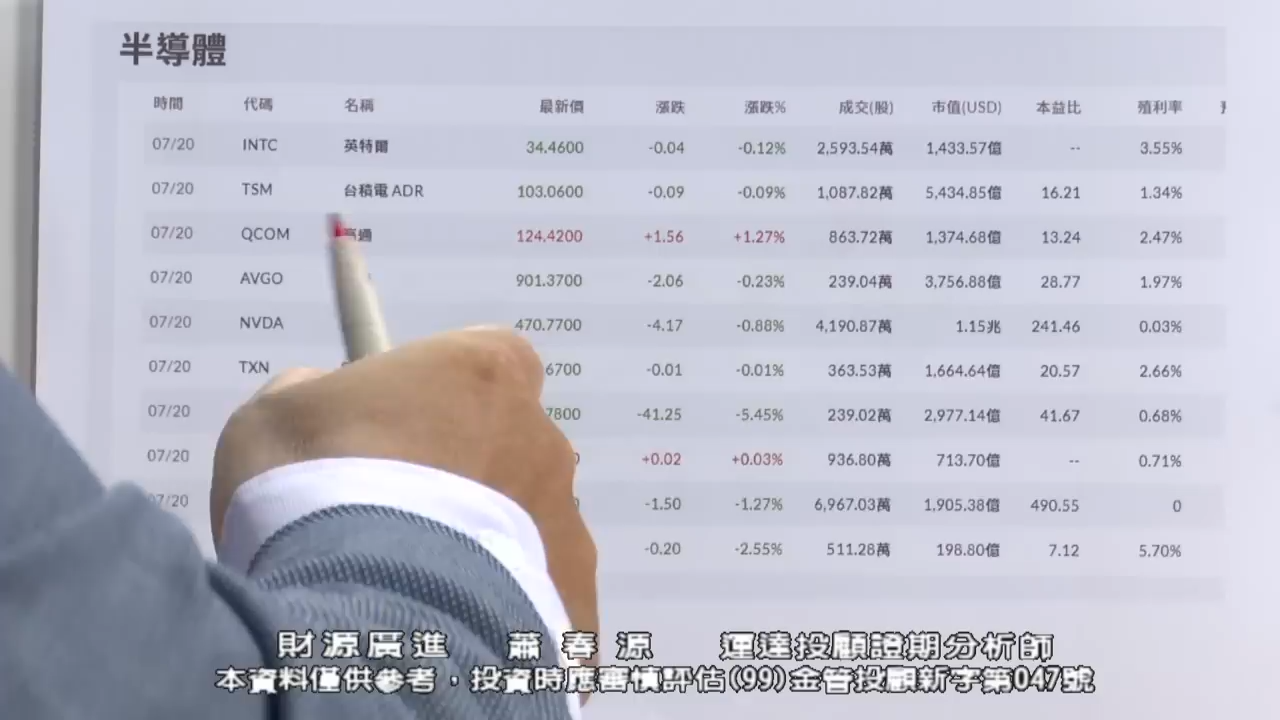 半導體
時間 代碼 名稱 最新價 漲跌 漲跌% 成交(股) 市值(USD) 本益比 殖利率
07/20 INTC 英特爾 34.4600 -0.04 -0.12% 2,593.54萬 1,433.57億 -- 3.55%
07/20 TSM 台積電 ADR 103.0600 -0.09 -0.09% 1,087.82萬 5,434.85億 16.21 1.34%
07/20 QCOM 高通 124.4200 +1.56 +1.27% 863.72萬 1,374.68億 13.24 2.47%
07/20 AVGO 901.3700 -2.06 -0.23% 239.04萬 3,756.88億 28.77 1.97%
07/20 NVDA 470.7700 -4.17 -0.88% 4,190.87萬 1.15兆 241.46 0.03%
07/20 TXN 6700 -0.01 -0.01% 363.53萬 1,664.64億 20.57 2.66%
07/20 7800 -41.25 -5.45% 239.02萬 2,977.14億 41.67 0.68%
07/20 +0.02 +0.03% 936.80萬 713.70億 -- 0.71%
7/20 -1.50 -1.27% 6,967.03萬 1,905.38億 490.55 0
-0.20 -2.55% 511.28萬 198.80億 7.12 5.70%
財源廣進 蕭春源 運達投顧證期分析師
本資料僅供參考，投資時應審慎評估(99)金管投顧新字第047號